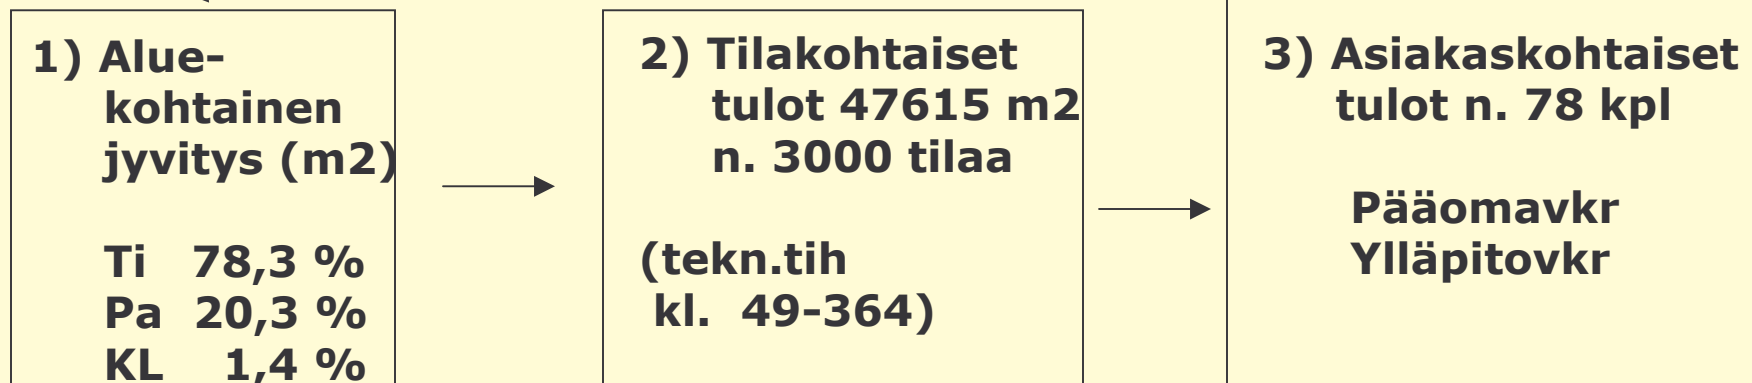 1) Alue-
kohtainen
jyvitys (m2)
Ti 78,3 %
Pa 20,3 %
KL 1,4 %
2) Tilakohtaiset
tulot 47615 m2
n. 3000 tilaa
(tekn.tih
kl. 49-364)
3) Asiakaskohtaiset
tulot n. 78 kpl
Pääomavkr
Ylläpitovkr